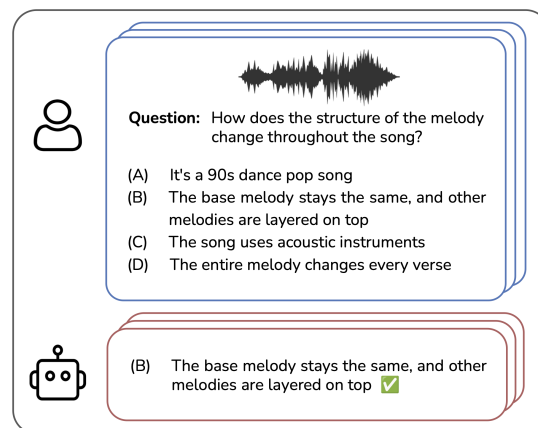 Question: How does the structure of the melody
change throughout the song?
(A) It's a 90s dance pop song
(B) The base melody stays the same, and other
melodies are layered on top
(C) The song uses acoustic instruments
(D) The entire melody changes every verse
(B) The base melody stays the same, and other
melodies are layered on top ✅